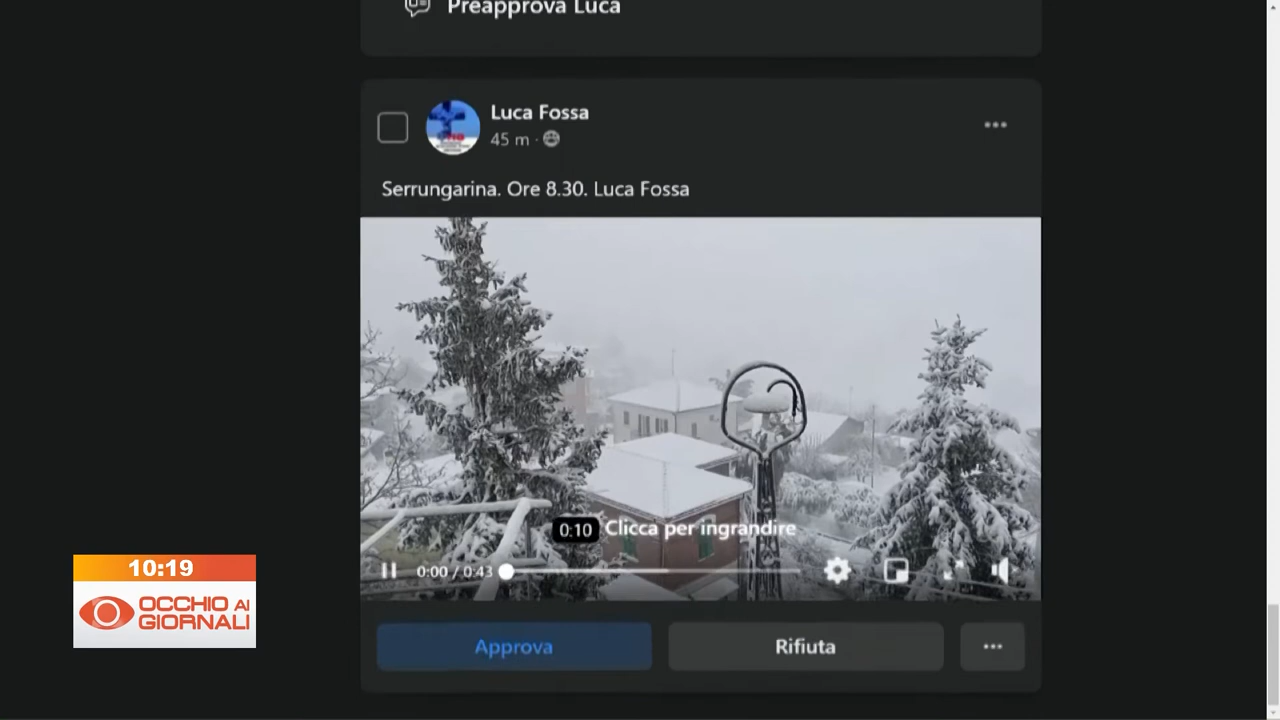 Preapprova Luca
Luca Fossa
45 m ·
Serrungarina. Ore 8.30. Luca Fossa
0:10 Clicca per ingrandire
0:00 / 0:43
Approva
Rifiuta
10:19
OCCHIO AI
GIORNALI